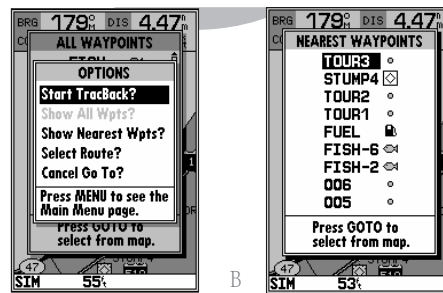 BRG 179°M DIS 4.47
ALL WAYPOINTS
OPTIONS
Start TracBack?
Show All Wpts?
Show Nearest Wpts?
Select Route?
Cancel Go To?
Press MENU to see the
Main Menu page.
Press GOTO to
select from map.
47
SIM 55
B
BRG 179°M DIS 4.47
NEAREST WAYPOINTS
TOUR3
STUMP4
TOUR2
TOUR1
FUEL
FISH-6
FISH-2
006
005
Press GOTO to
select from map.
47
SIM 53